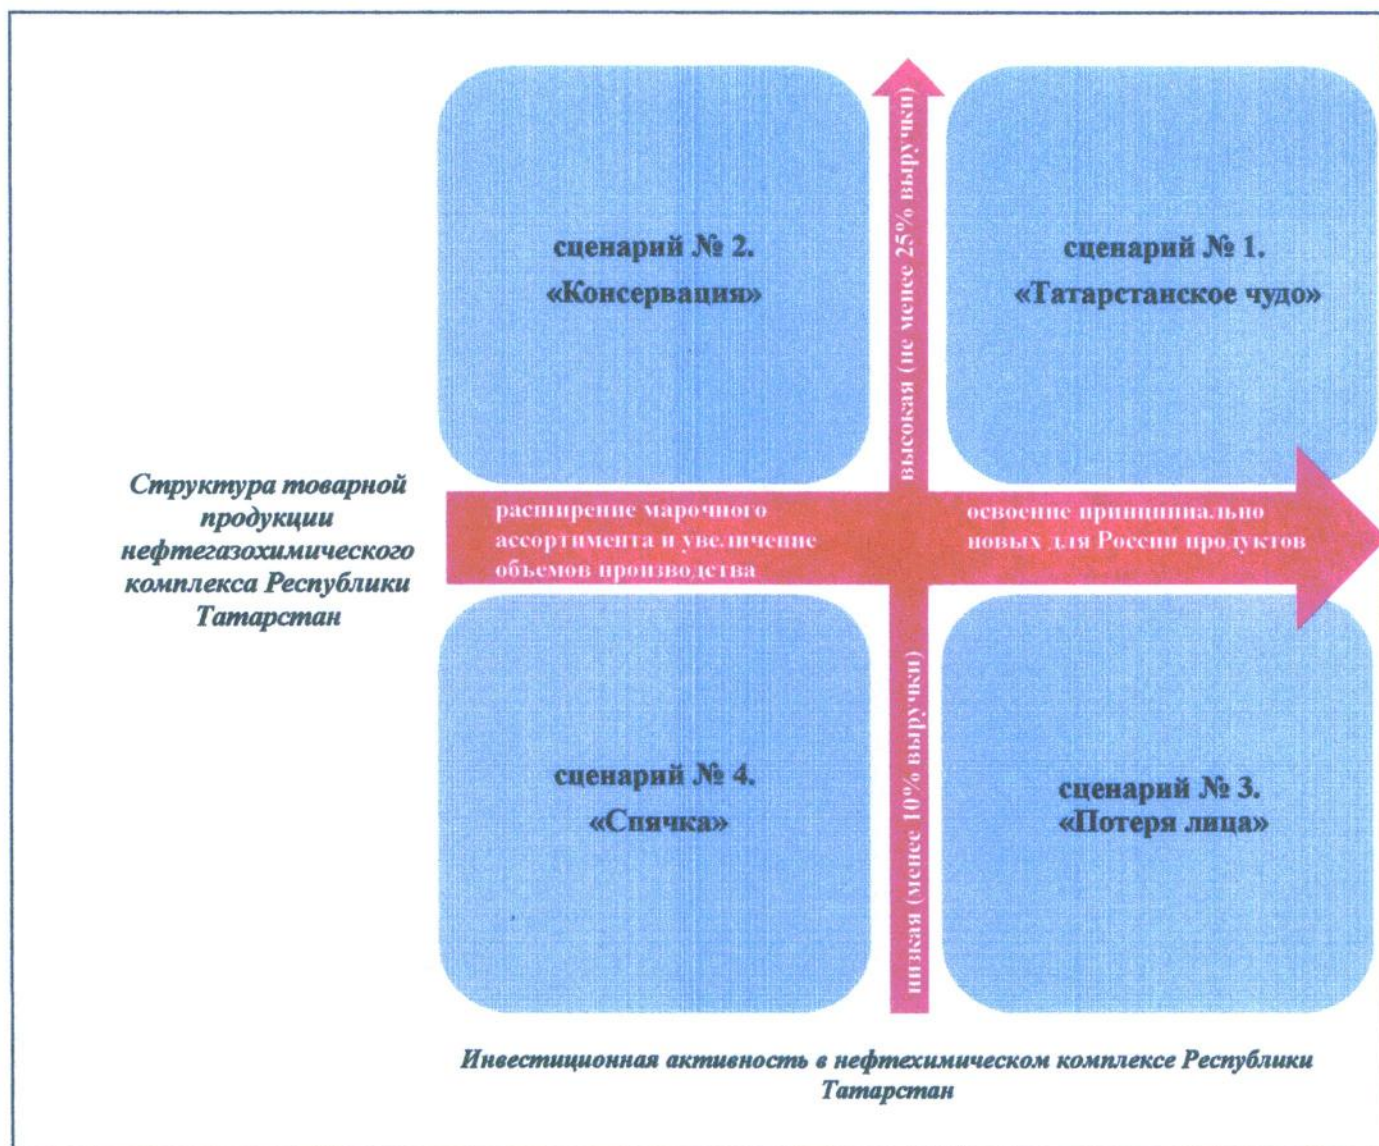 сценарий № 2.
«Консервация»
высокая (не менее 25% выручки)
сценарий № 1.
«Татарстанское чудо»
Структура товарной
продукции
нефтегазохимического
комплекса Республики
Татарстан
расширение марочного
ассортимента и увеличение
объемов производства
освоение принципиально
новых для России продуктов
сценарий № 4.
«Спячка»
низкая (менее 10% выручки)
сценарий № 3.
«Потеря лица»
Инвестиционная активность в нефтехимическом комплексе Республики
Татарстан